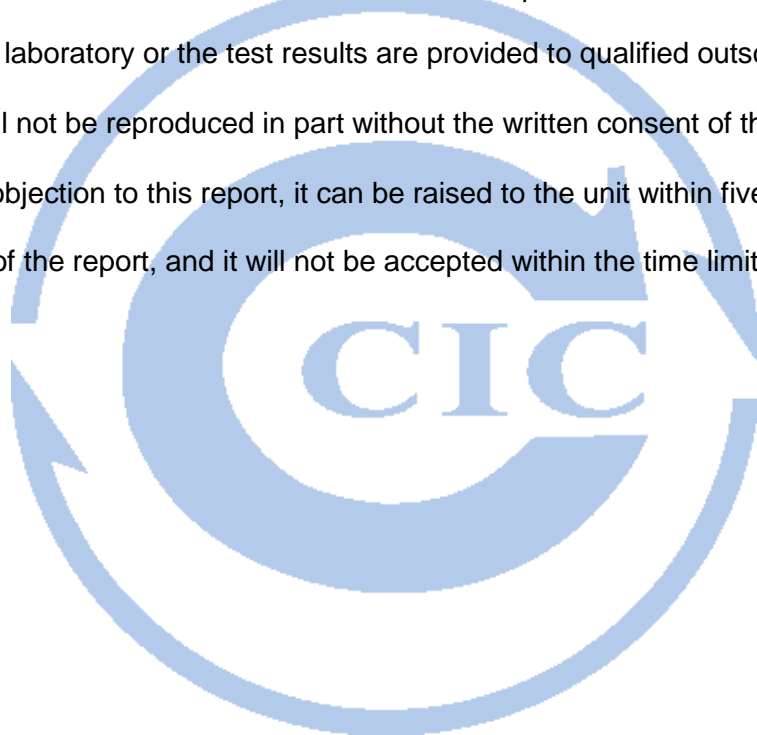 laboratory or the test results are provided to qualified outs
not be reproduced in part without the written consent of th
objection to this report, it can be raised to the unit within five
of the report, and it will not be accepted within the time limit
CIC